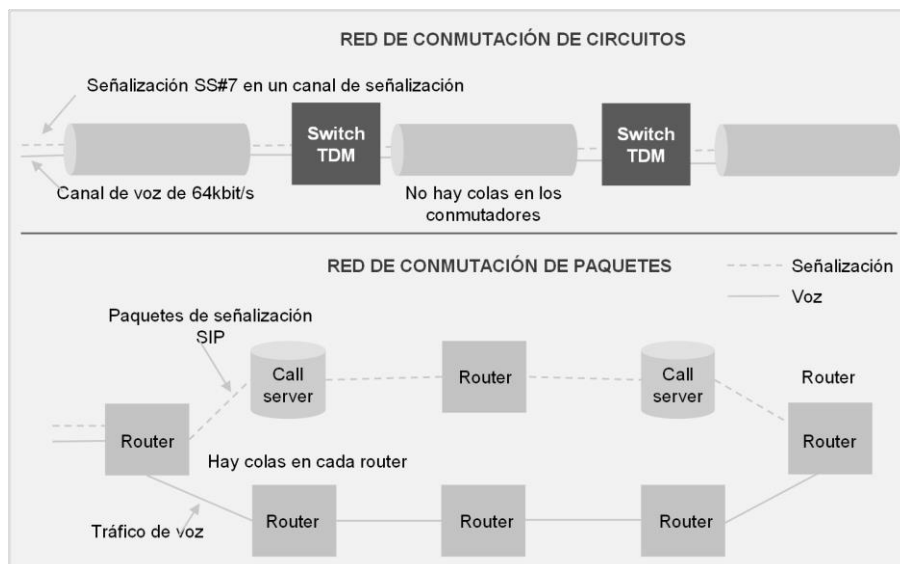 RED DE CONMUTACIÓN DE CIRCUITOS
Señalización SS#7 en un canal de señalización
Switch
TDM
Switch
TDM
Canal de voz de 64kbit/s
No hay colas en los
conmutadores
RED DE CONMUTACIÓN DE PAQUETES
Señalización
Voz
Paquetes de señalización
SIP
Call
server
Router
Call
server
Router
Router
Router
Hay colas en cada router
Tráfico de voz
Router
Router
Router